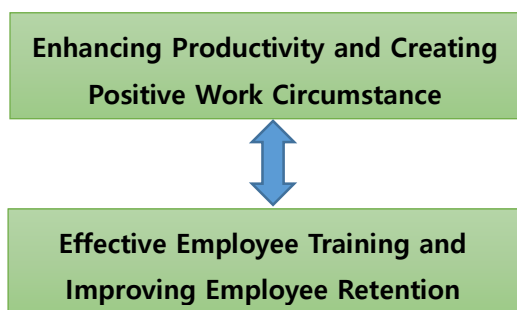 Enhancing Productivity and Creating
Positive Work Circumstance
Effective Employee Training and
Improving Employee Retention